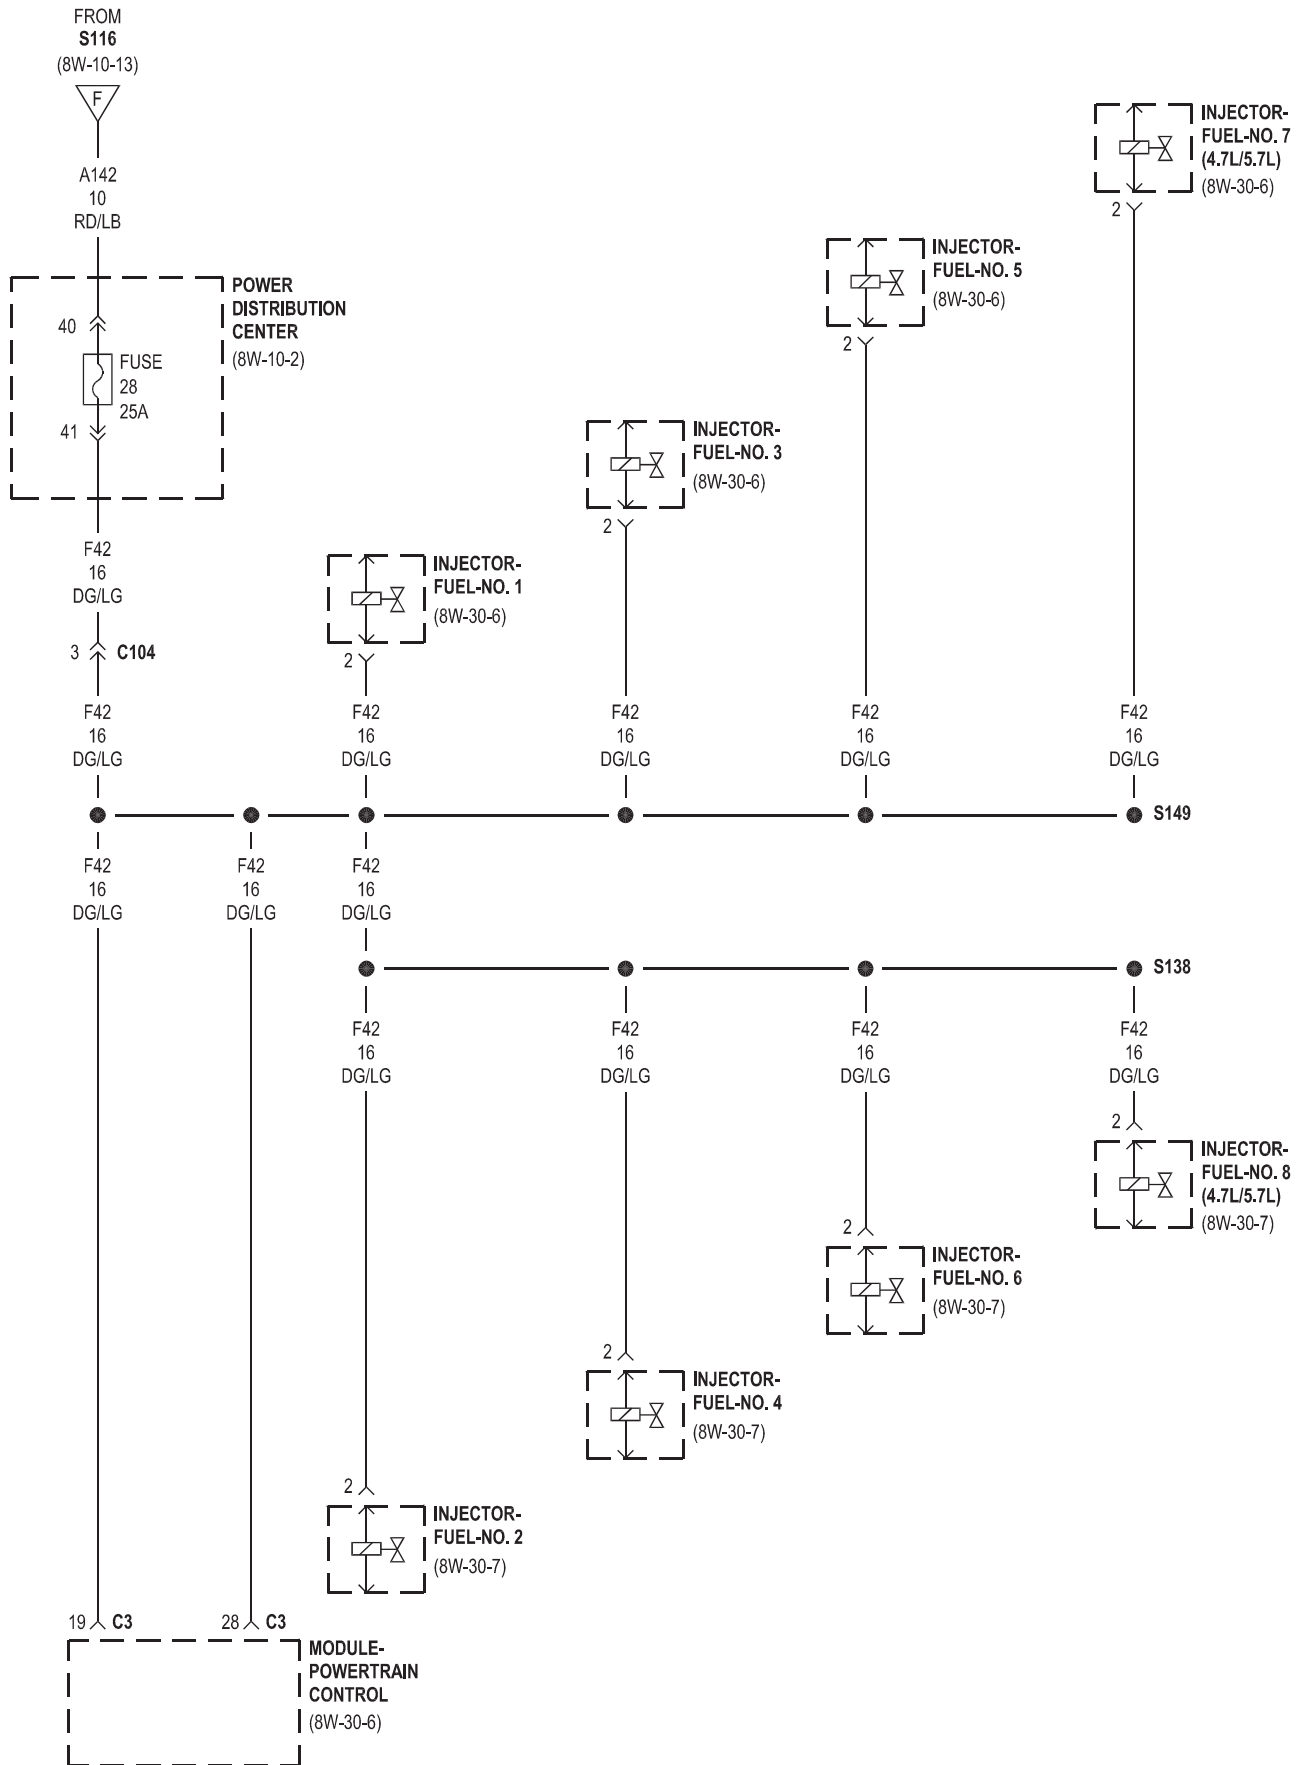 FROM
S116
(8W-10-13)
F
A142
10
RD/LB
POWER
DISTRIBUTION
CENTER
(8W-10-2)
40
FUSE
28
25A
41
F42
16
DG/LG
3 C104
INJECTOR-
FUEL-NO. 1
(8W-30-6)
2
INJECTOR-
FUEL-NO. 3
(8W-30-6)
2
INJECTOR-
FUEL-NO. 5
(8W-30-6)
2
INJECTOR-
FUEL-NO. 7
(4.7L/5.7L)
(8W-30-6)
2
F42 F42 F42 F42 F42
16 16 16 16 16
DG/LG DG/LG DG/LG DG/LG DG/LG
S149
F42 F42 F42
16 16 16
DG/LG DG/LG DG/LG
S138
F42 F42 F42 F42
16 16 16 16
DG/LG DG/LG DG/LG DG/LG
2
INJECTOR-
FUEL-NO. 8
(4.7L/5.7L)
(8W-30-7)
2
INJECTOR-
FUEL-NO. 6
(8W-30-7)
2
INJECTOR-
FUEL-NO. 4
(8W-30-7)
2
INJECTOR-
FUEL-NO. 2
(8W-30-7)
19 C3 28 C3
MODULE-
POWERTRAIN
CONTROL
(8W-30-6)